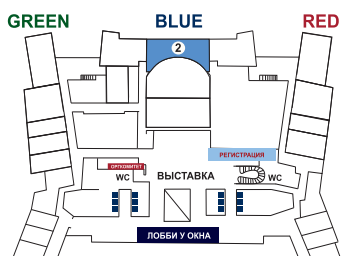 GREEN BLUE RED
2
РЕГИСТРАЦИЯ
ОРГКОМИТЕТ
WC ВЫСТАВКА WC
ЛОББИ У ОКНА